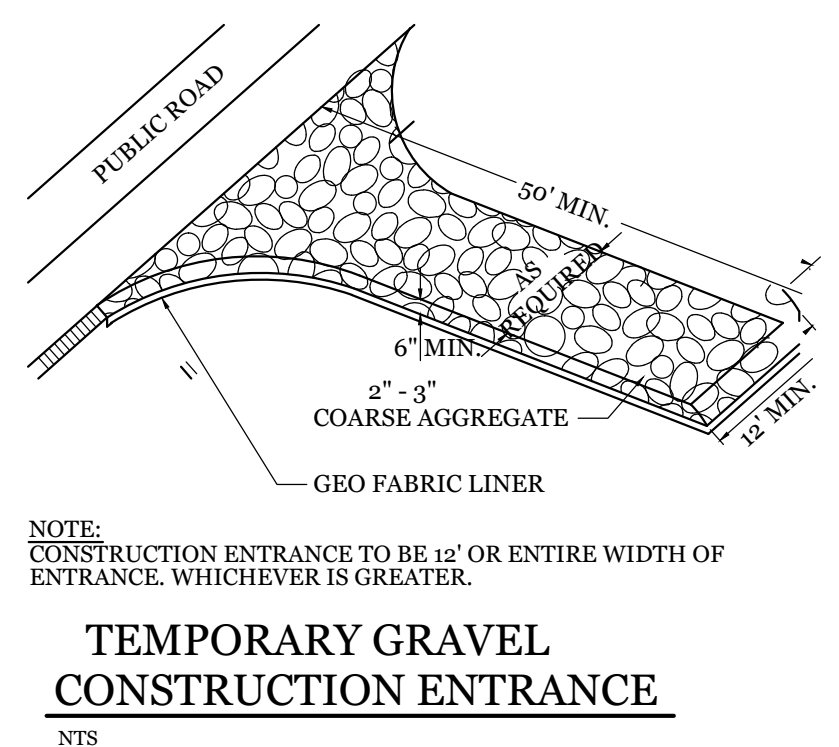 PUBLIC ROAD
50' MIN.
AS
REQUIRED
6" MIN.
2" - 3"
COARSE AGGREGATE
12' MIN.
GEO FABRIC LINER
NOTE:
CONSTRUCTION ENTRANCE TO BE 12' OR ENTIRE WIDTH OF
ENTRANCE. WHICHEVER IS GREATER.
TEMPORARY GRAVEL
CONSTRUCTION ENTRANCE
NTS